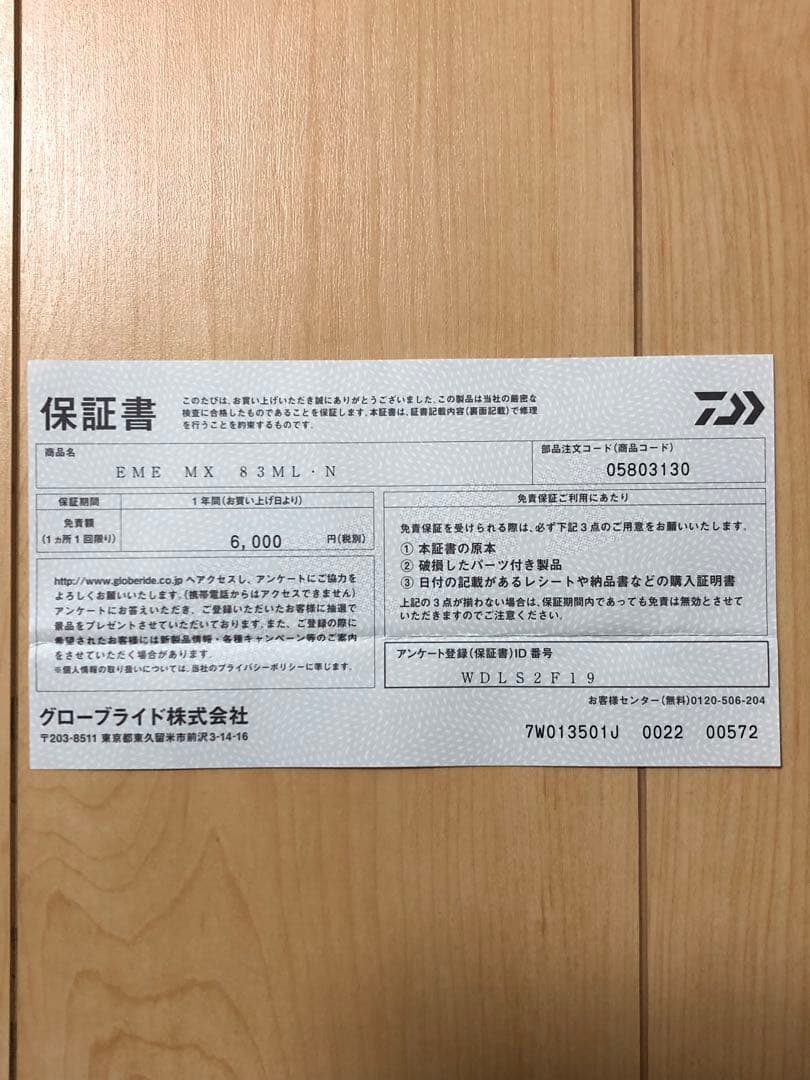 保証書
このたびは、お買い上げいただき誠にありがとうございました。この製品は当社の厳密な
検査に合格したものであることを保証します。本証書は、証書記載内容(裏面記載)で修理
を行うことを約束するものです。
商品名
EME MX 83ML・N
部品注文コード(商品コード)
05803130
保証期間
1年間(お買い上げ日より)
免責額
(1ヵ所1回限り)
6,000 円(税別)
http://www.globeride.co.jp へアクセスし、アンケートにご協力を
よろしくお願いいたします。(携帯電話からはアクセスできません)
アンケートにお答えいただき、ご登録いただいたお客様に抽選で
景品をプレゼントさせていただいております。また、ご登録の際に
希望されたお客様には新製品情報・各種キャンペーン等のご案内
をさせていただく場合があります。
※個人情報の取り扱いについては、当社のプライバシーポリシーに準じます。
免責保証ご利用にあたり
免責保証を受けられる際は、必ず下記3点のご用意をお願いいたします。
① 本証書の原本
② 破損したパーツ付き製品
③ 日付の記載があるレシートや納品書などの購入証明書
上記の3点が揃わない場合は、保証期間内であっても免責は無効とさせて
いただきますのでご注意ください。
アンケート登録(保証書)ID番号
WDLS2F19
お客様センター(無料)0120-506-204
グローブライド株式会社
〒203-8511 東京都東久留米市前沢3-14-16
7W013501J 0022 00572